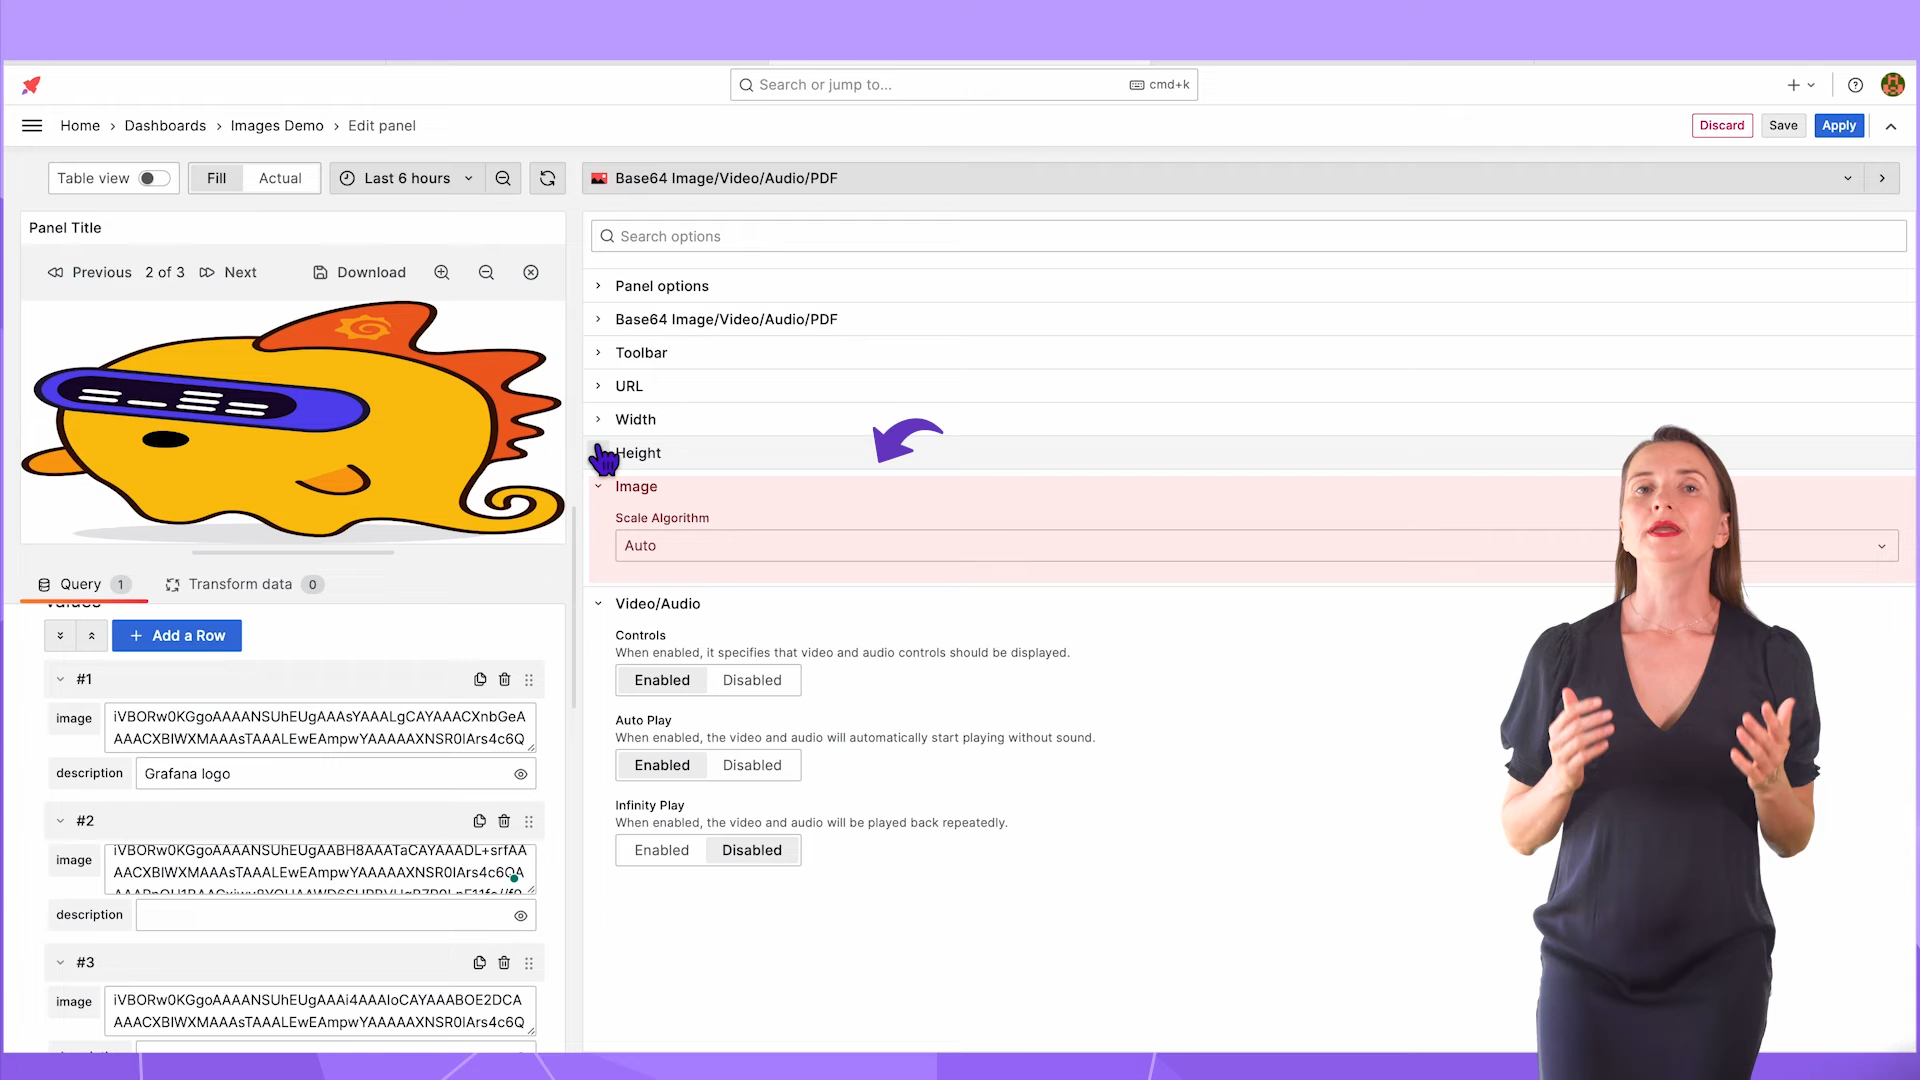 Search or jump to...
cmd+k
Home › Dashboards › Images Demo › Edit panel
Discard
Save
Apply
Table view
Fill
Actual
Last 6 hours
Base64 Image/Video/Audio/PDF
Panel Title
Search options
Previous 2 of 3 Next
Download
Panel options
Base64 Image/Video/Audio/PDF
Toolbar
URL
Width
Height
Image
Scale Algorithm
Auto
Query 1
Transform data 0
Values
Add a Row
#1
image
iVBORw0KGgoAAAANSUhEUgAAAsYAAALgCAYAAACXnbGeA
AAACXBIWXMAAAsTAAALEwEAmpwYAAAAAXNSR0IArs4c6Q
description
Grafana logo
#2
image
iVBORw0KGgoAAAANSUhEUgAABH8AAATaCAYAAADL+srfAA
AACXBIWXMAAAsTAAALEwEAmpwYAAAAAXNSR0IArs4c6QA
description
#3
image
iVBORw0KGgoAAAANSUhEUgAAAi4AAAIoCAYAAABOE2DCA
AAACXBIWXMAAAsTAAALEwEAmpwYAAAAAXNSR0IArs4c6Q
Video/Audio
Controls
When enabled, it specifies that video and audio controls should be displayed.
Enabled
Disabled
Auto Play
When enabled, the video and audio will automatically start playing without sound.
Enabled
Disabled
Infinity Play
When enabled, the video and audio will be played back repeatedly.
Enabled
Disabled